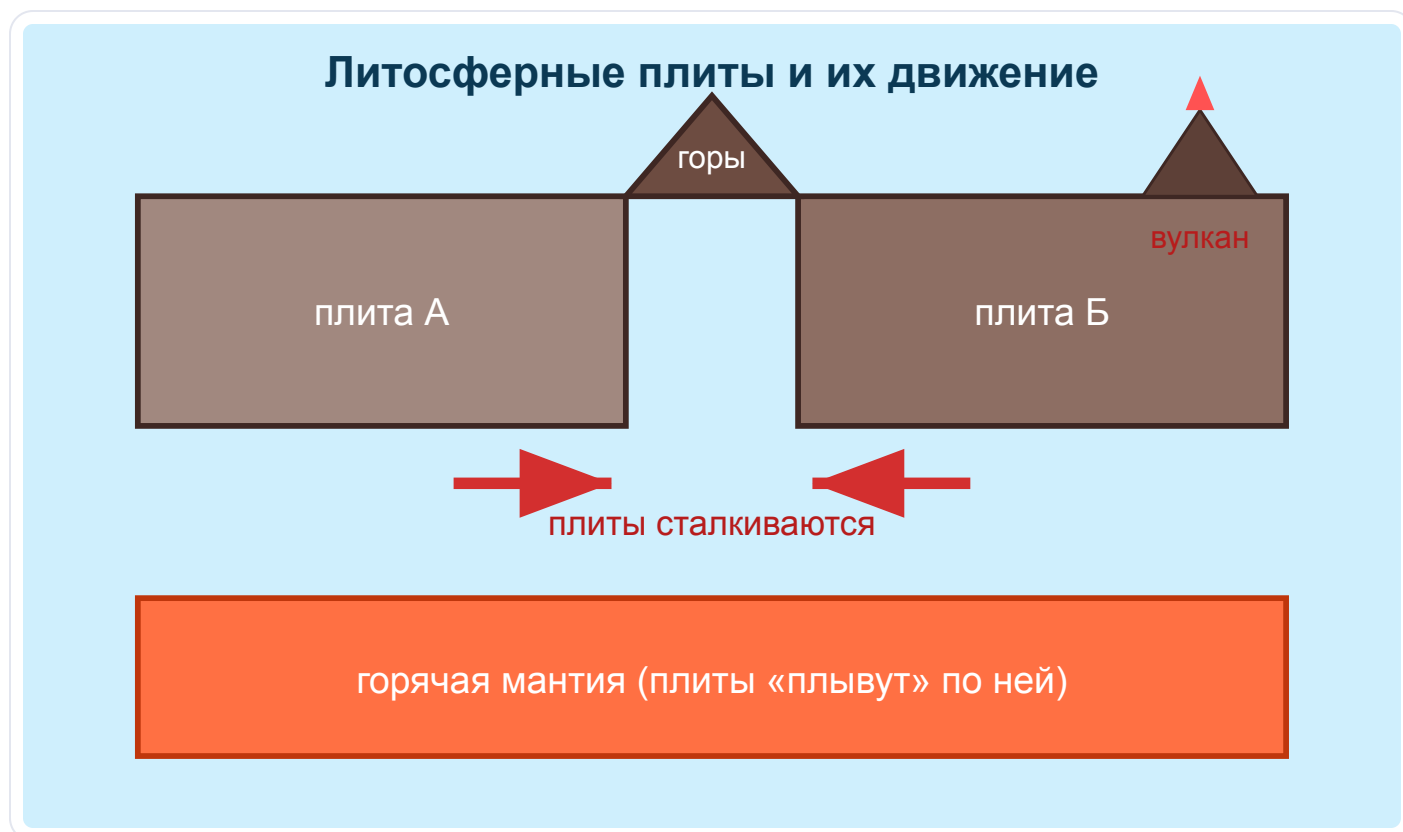 Литосферные плиты и их движение
горы
вулкан
плита А
плита Б
плиты сталкиваются
горячая мантия (плиты «плывут» по ней)